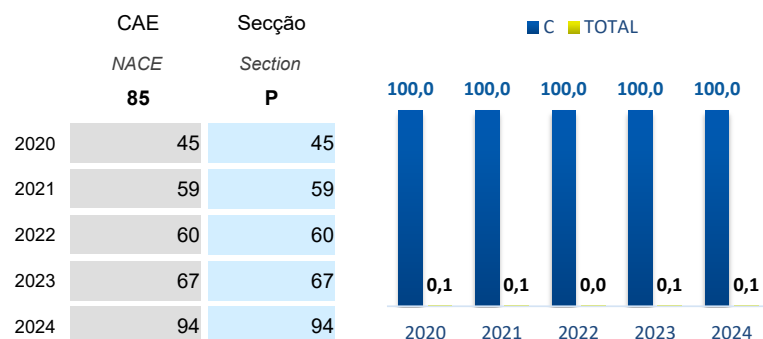 CAE Secção
NACE Section
85 P
2020 45 45
2021 59 59
2022 60 60
2023 67 67
2024 94 94
C TOTAL
100,0 100,0 100,0 100,0 100,0
0,1 0,1 0,0 0,1 0,1
2020 2021 2022 2023 2024